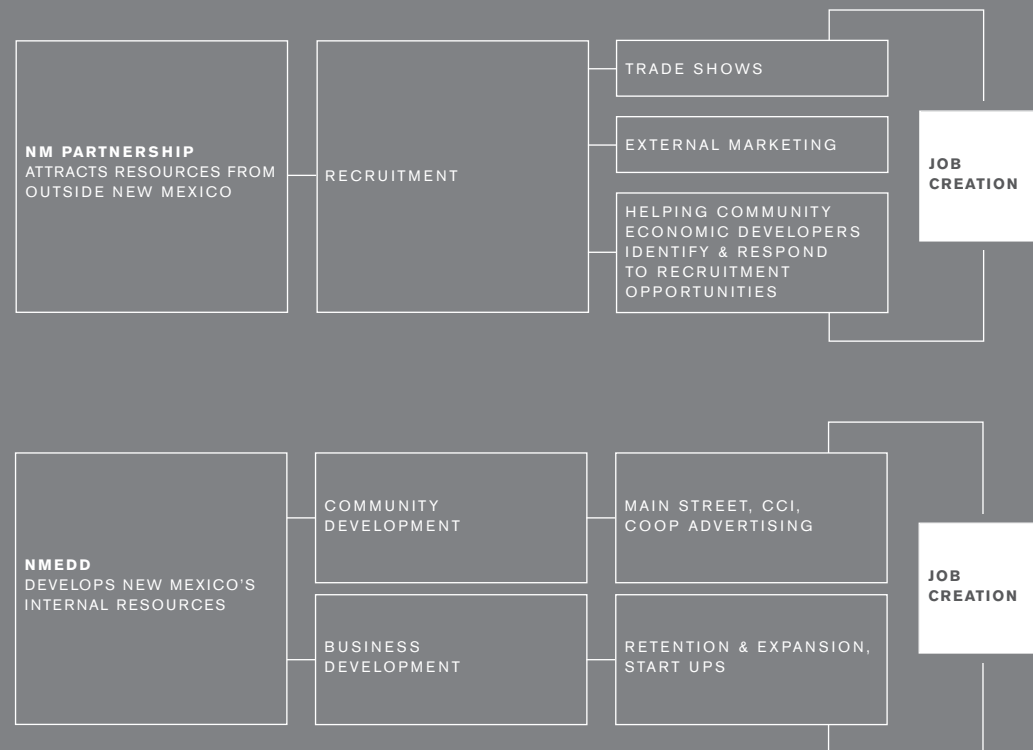 NM PARTNERSHIP
ATTRACTS RESOURCES FROM
OUTSIDE NEW MEXICO
RECRUITMENT
TRADE SHOWS
EXTERNAL MARKETING
HELPING COMMUNITY
ECONOMIC DEVELOPERS
IDENTIFY & RESPOND
TO RECRUITMENT
OPPORTUNITIES
JOB
CREATION
NMEDD
DEVELOPS NEW MEXICO’S
INTERNAL RESOURCES
COMMUNITY
DEVELOPMENT
MAIN STREET, CCI,
COOP ADVERTISING
BUSINESS
DEVELOPMENT
RETENTION & EXPANSION,
START UPS
JOB
CREATION